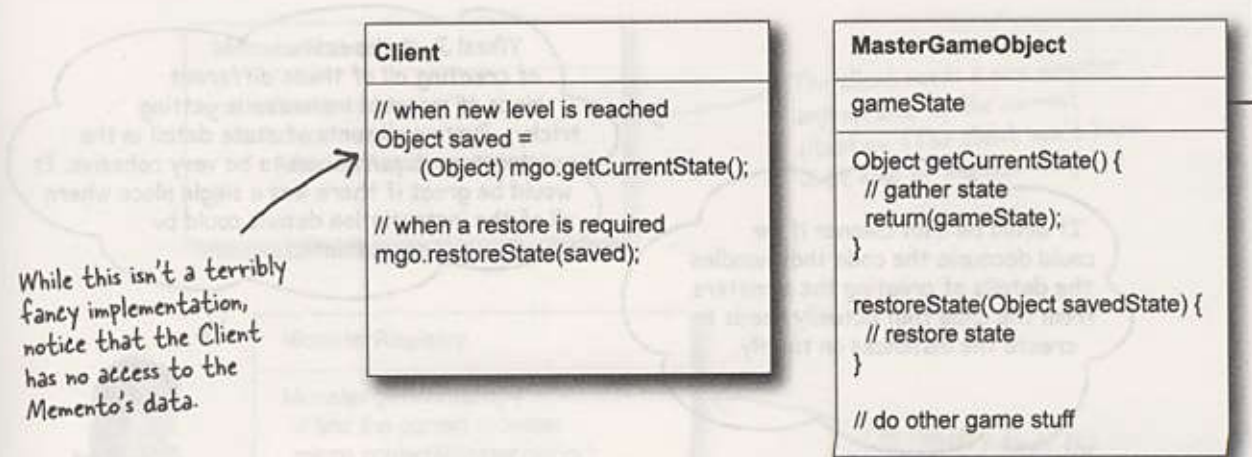 Client
// when new level is reached
Object saved =
(Object) mgo.getCurrentState();
// when a restore is required
mgo.restoreState(saved);
While this isn't a terribly
fancy implementation,
notice that the Client
has no access to the
Memento's data.
MasterGameObject
gameState
Object getCurrentState() {
// gather state
return(gameState);
}
restoreState(Object savedState) {
// restore state
}
// do other game stuff